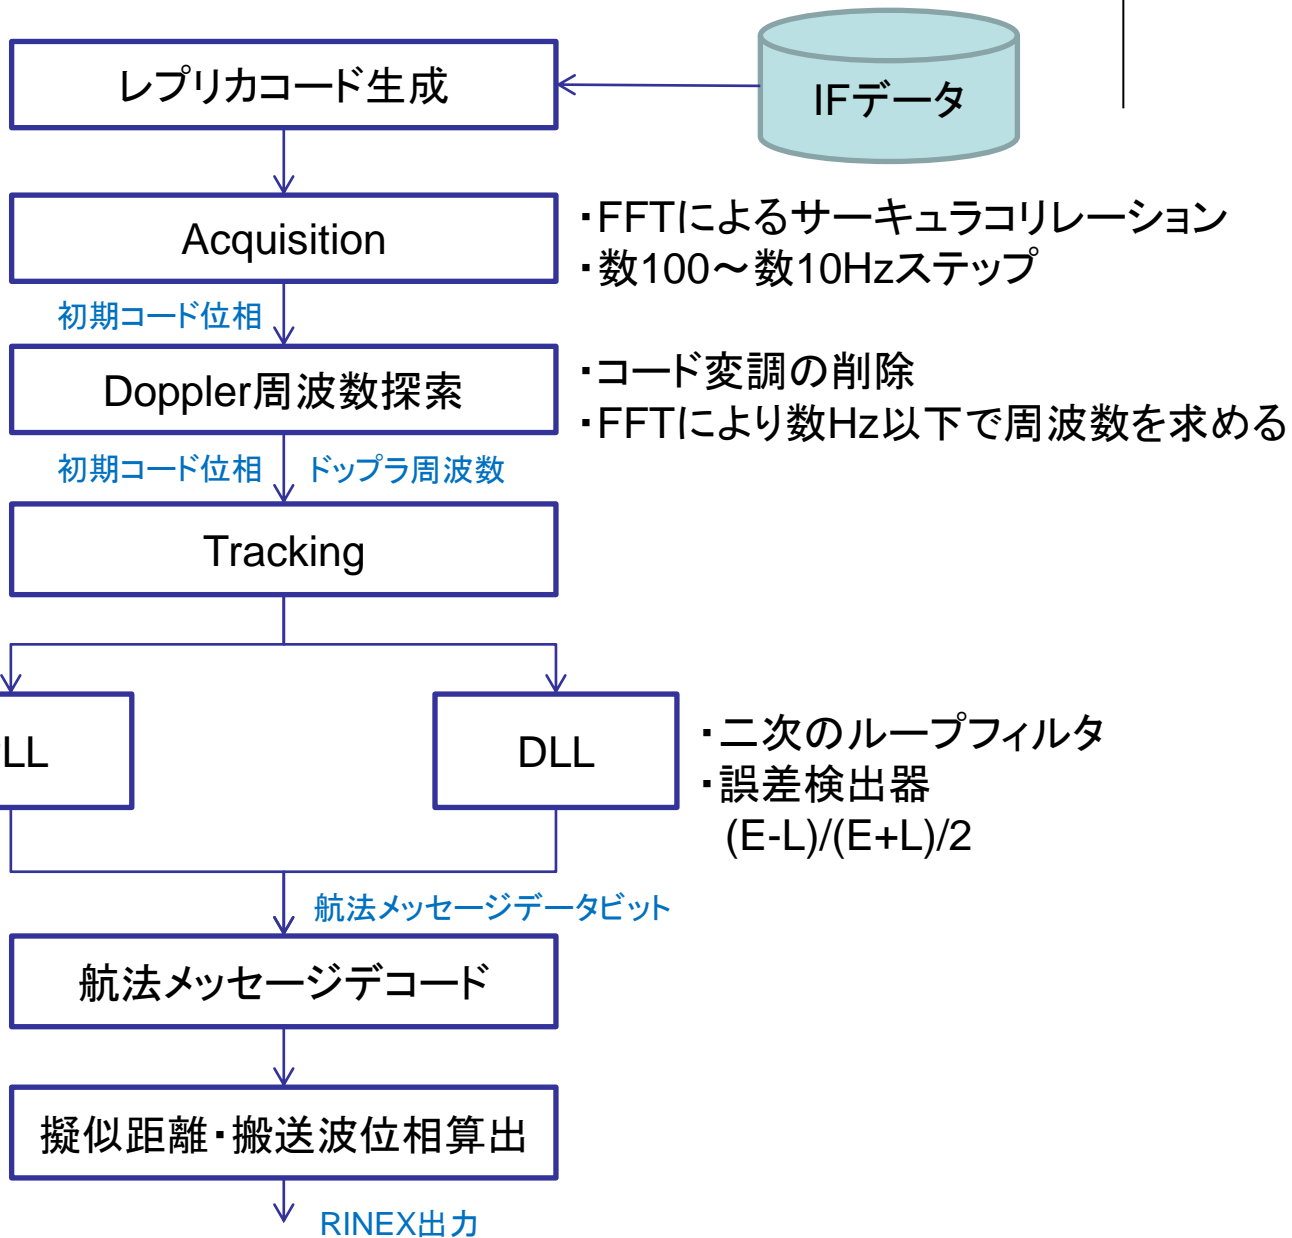 レプリカコード生成
IFデータ
Acquisition
・FFTによるサーキュラコリレーション
・数100～数10Hzステップ
初期コード位相
Doppler周波数探索
・コード変調の削除
・FFTにより数Hz以下で周波数を求める
初期コード位相
ドップラ周波数
Tracking
LL
DLL
・二次のループフィルタ
・誤差検出器
(E-L)/(E+L)/2
航法メッセージデータビット
航法メッセージデコード
擬似距離・搬送波位相算出
RINEX出力